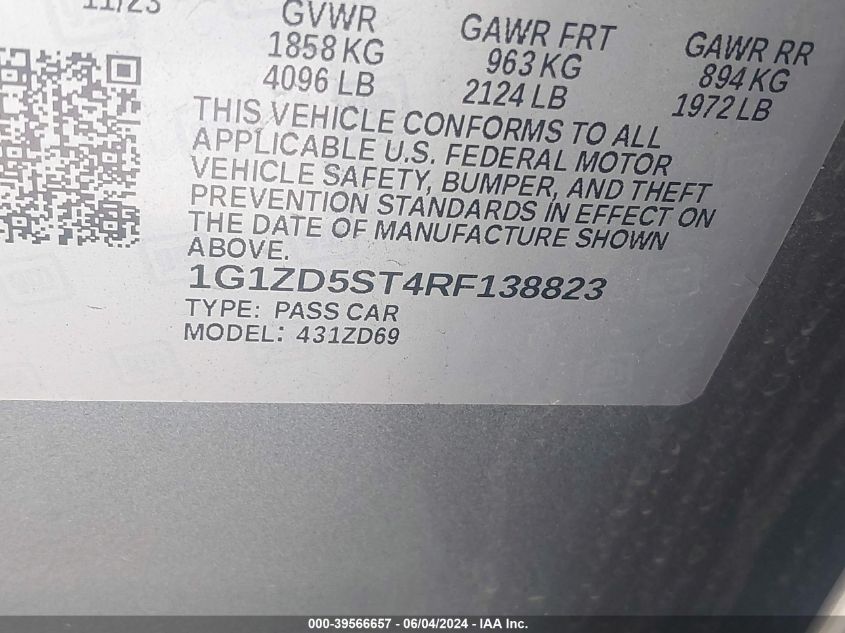 11/23
GVWR GAWR FRT GAWR RR
1858 KG 963 KG 894 KG
4096 LB 2124 LB 1972 LB
THIS VEHICLE CONFORMS TO ALL
APPLICABLE U.S. FEDERAL MOTOR
VEHICLE SAFETY, BUMPER, AND THEFT
PREVENTION STANDARDS IN EFFECT ON
THE DATE OF MANUFACTURE SHOWN
ABOVE.
1G1ZD5ST4RF138823
TYPE: PASS CAR
MODEL: 431ZD69
000-39566657 - 06/04/2024 - IAA Inc.